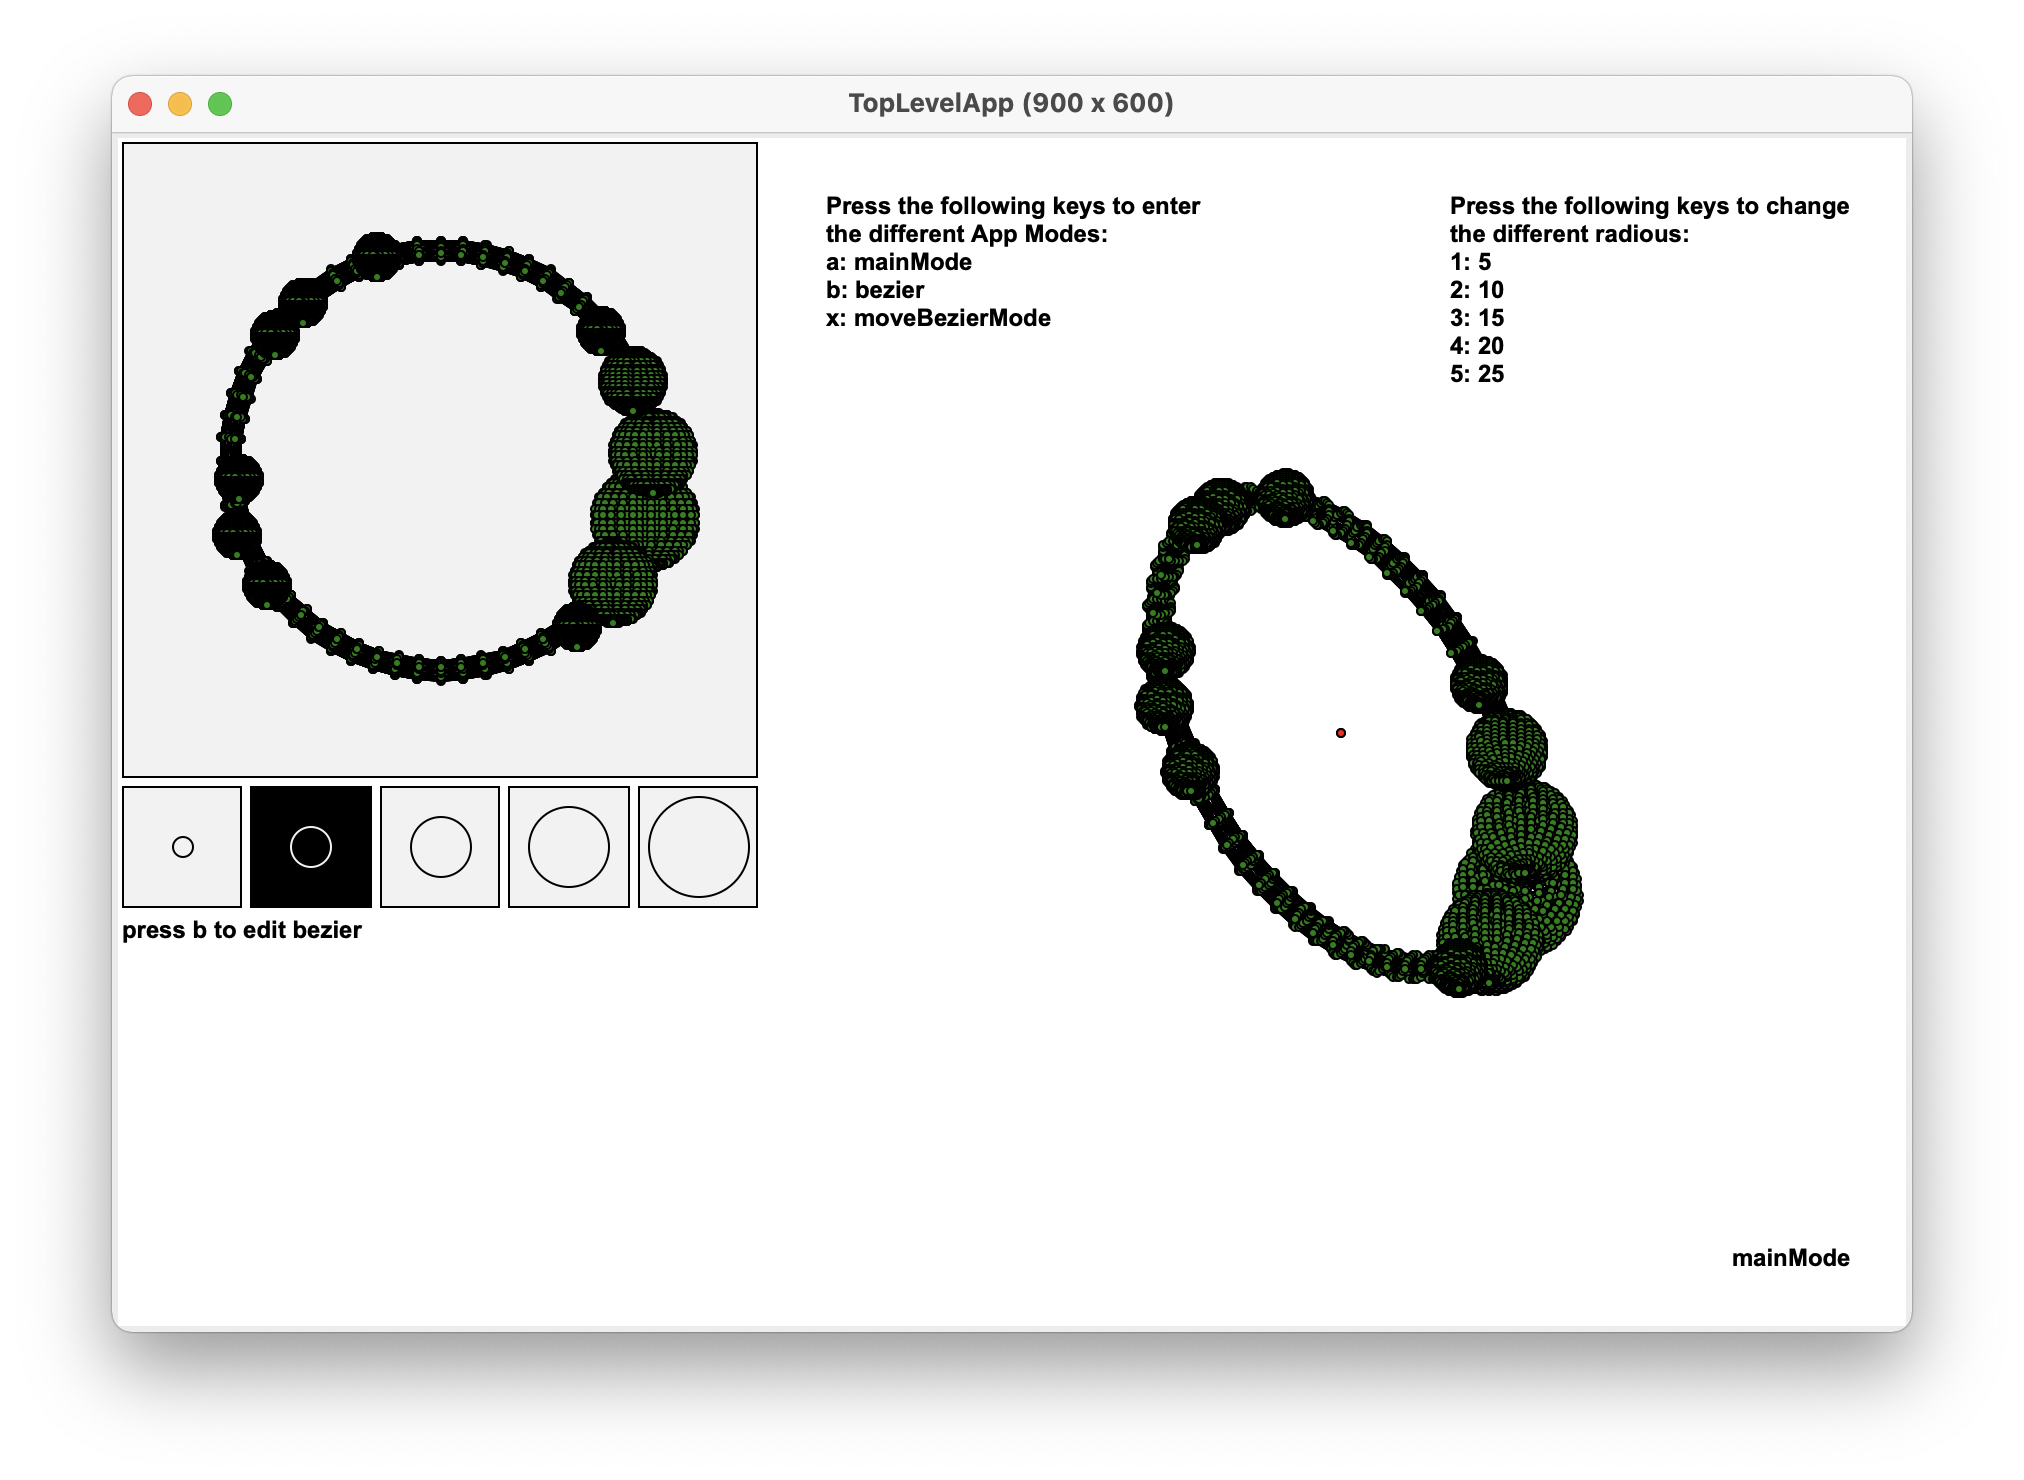 TopLevelApp (900 x 600)
Press the following keys to enter
the different App Modes:
a: mainMode
b: bezier
x: moveBezierMode
Press the following keys to change
the different radious:
1: 5
2: 10
3: 15
4: 20
5: 25
press b to edit bezier
mainMode